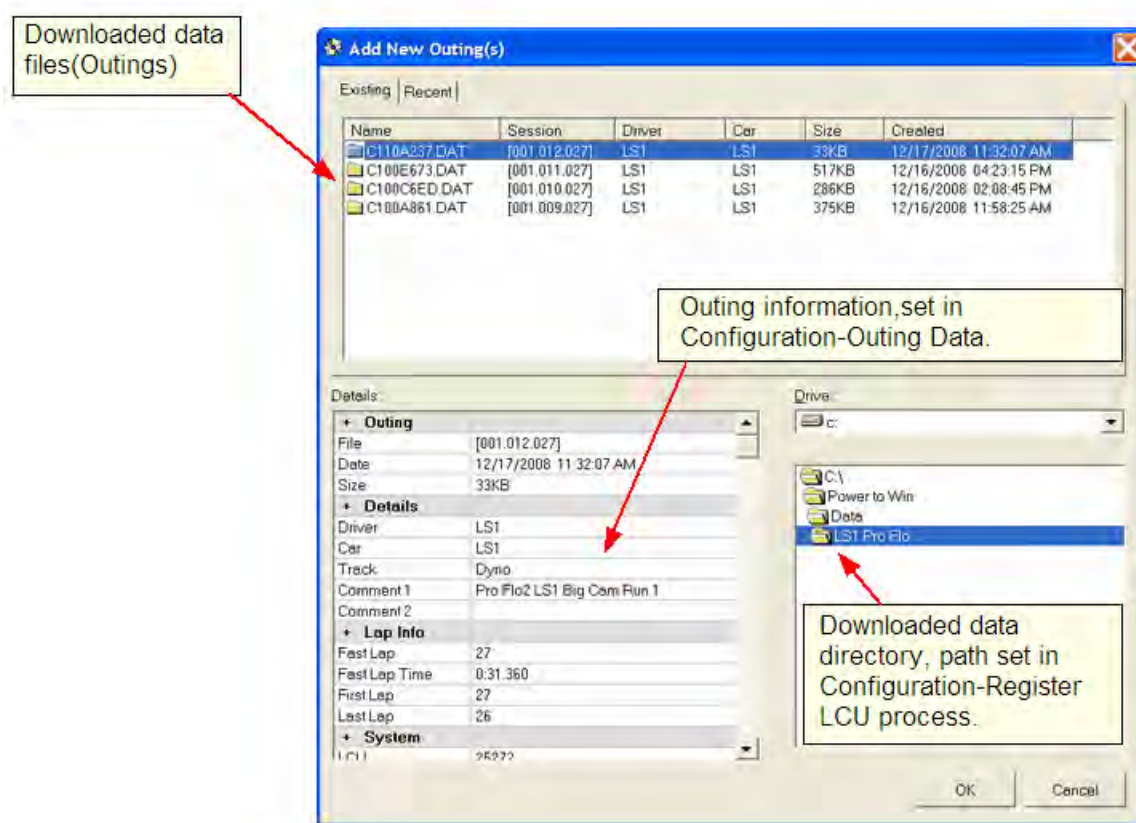 Downloaded data
files(Outings)
Add New Outing(s)
Existing Recent
Name Session Driver Car Size Created
C110A237.DAT [001.012.027] LS1 LS1 33KB 12/17/2008 11:32:07 AM
C100E673.DAT [001.011.027] LS1 LS1 517KB 12/16/2008 04:23:15 PM
C100C6ED.DAT [001.010.027] LS1 LS1 286KB 12/16/2008 02:08:45 PM
C100A861.DAT [001.009.027] LS1 LS1 375KB 12/16/2008 11:58:25 AM
Outing information,set in
Configuration-Outing Data.
Details:
+ Outing
File [001.012.027]
Date 12/17/2008 11:32:07 AM
Size 33KB
+ Details
Driver LS1
Car LS1
Track Dyno
Comment 1 Pro Flo2 LS1 Big Cam Run 1
Comment 2
+ Lap Info
Fast Lap 27
Fast Lap Time 0:31.360
First Lap 27
Last Lap 26
+ System
LCU 25272
Drive:
c:
C:\
Power to Win
Data
LS1 Pro Flo
Downloaded data
directory, path set in
Configuration-Register
LCU process.
OK Cancel